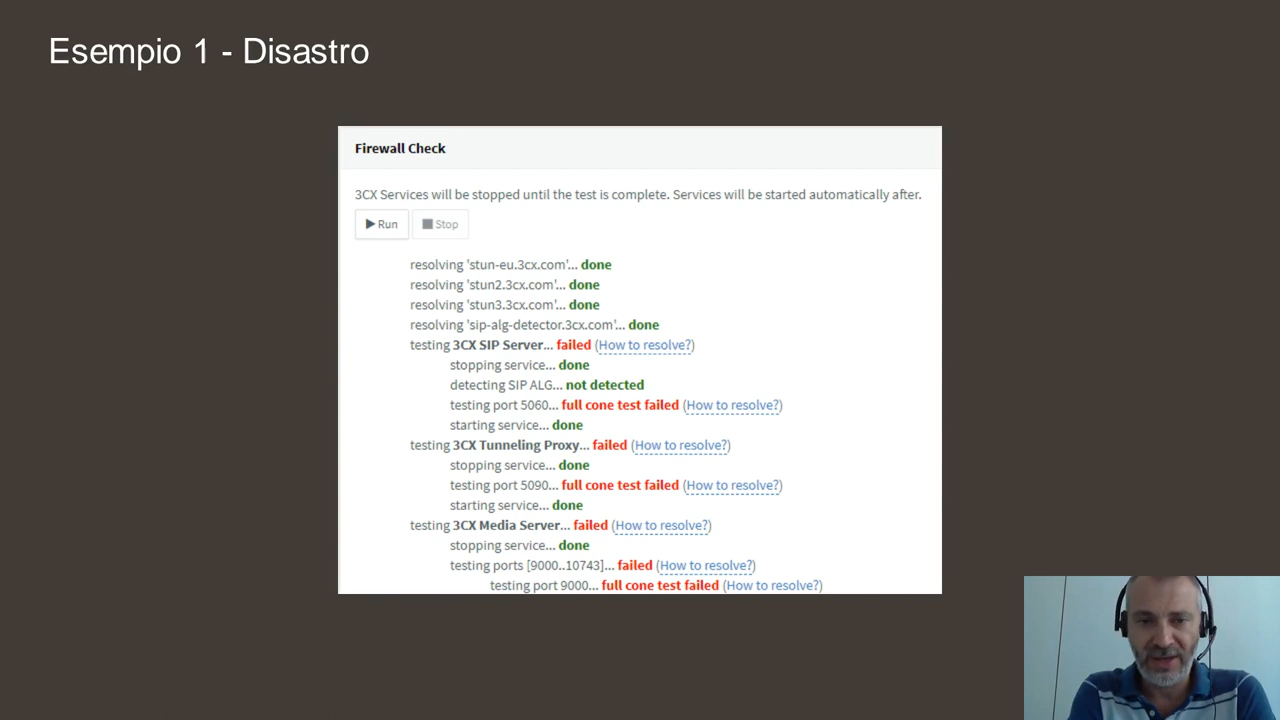 Esempio 1 - Disastro
Firewall Check
3CX Services will be stopped until the test is complete. Services will be started automatically after.
Run Stop
resolving 'stun-eu.3cx.com'... done
resolving 'stun2.3cx.com'... done
resolving 'stun3.3cx.com'... done
resolving 'sip-alg-detector.3cx.com'... done
testing 3CX SIP Server... failed (How to resolve?)
stopping service... done
detecting SIP ALG... not detected
testing port 5060... full cone test failed (How to resolve?)
starting service... done
testing 3CX Tunneling Proxy... failed (How to resolve?)
stopping service... done
testing port 5090... full cone test failed (How to resolve?)
starting service... done
testing 3CX Media Server... failed (How to resolve?)
stopping service... done
testing ports [9000..10743]... failed (How to resolve?)
testing port 9000... full cone test failed (How to resolve?)